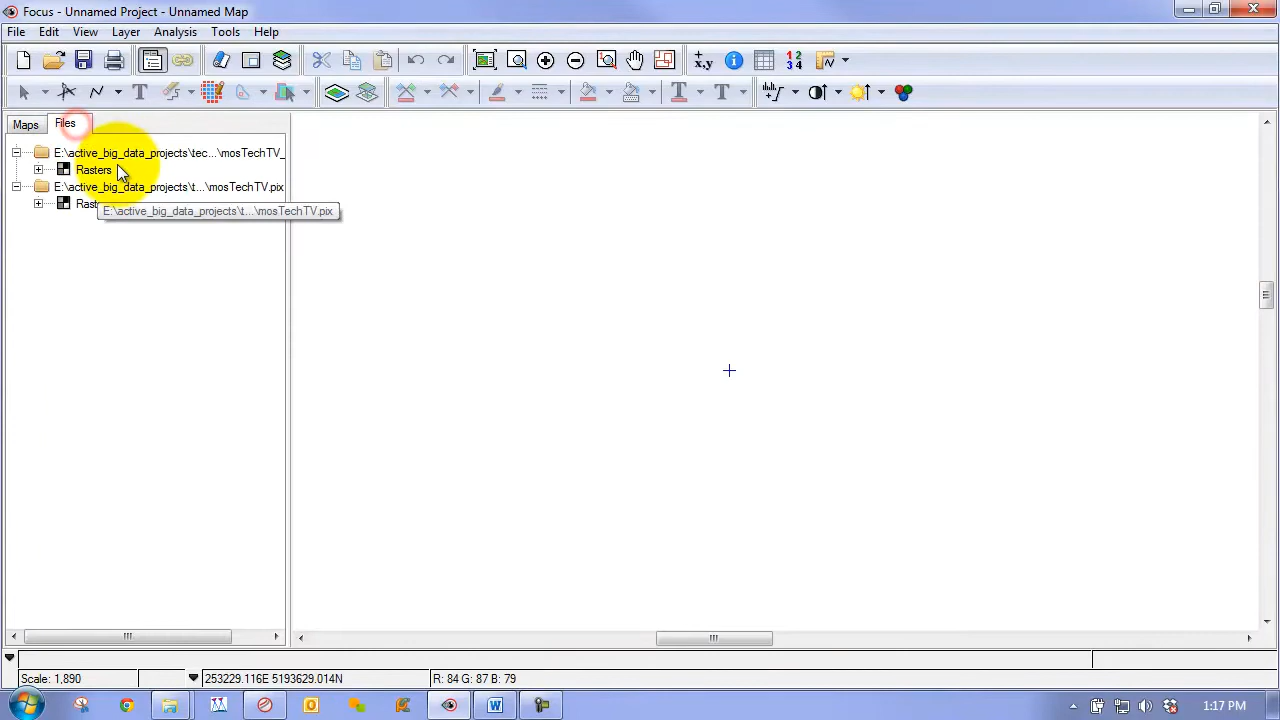 Focus - Unnamed Project - Unnamed Map
File Edit View Layer Analysis Tools Help
Maps Files
E:\active_big_data_projects\tec...\mosTechTV_
Rasters
E:\active_big_data_projects\t...\mosTechTV.pix
Rast
E:\active_big_data_projects\t...\mosTechTV.pix
Scale: 1,890
253229.116E 5193629.014N
R: 84 G: 87 B: 79
1:17 PM